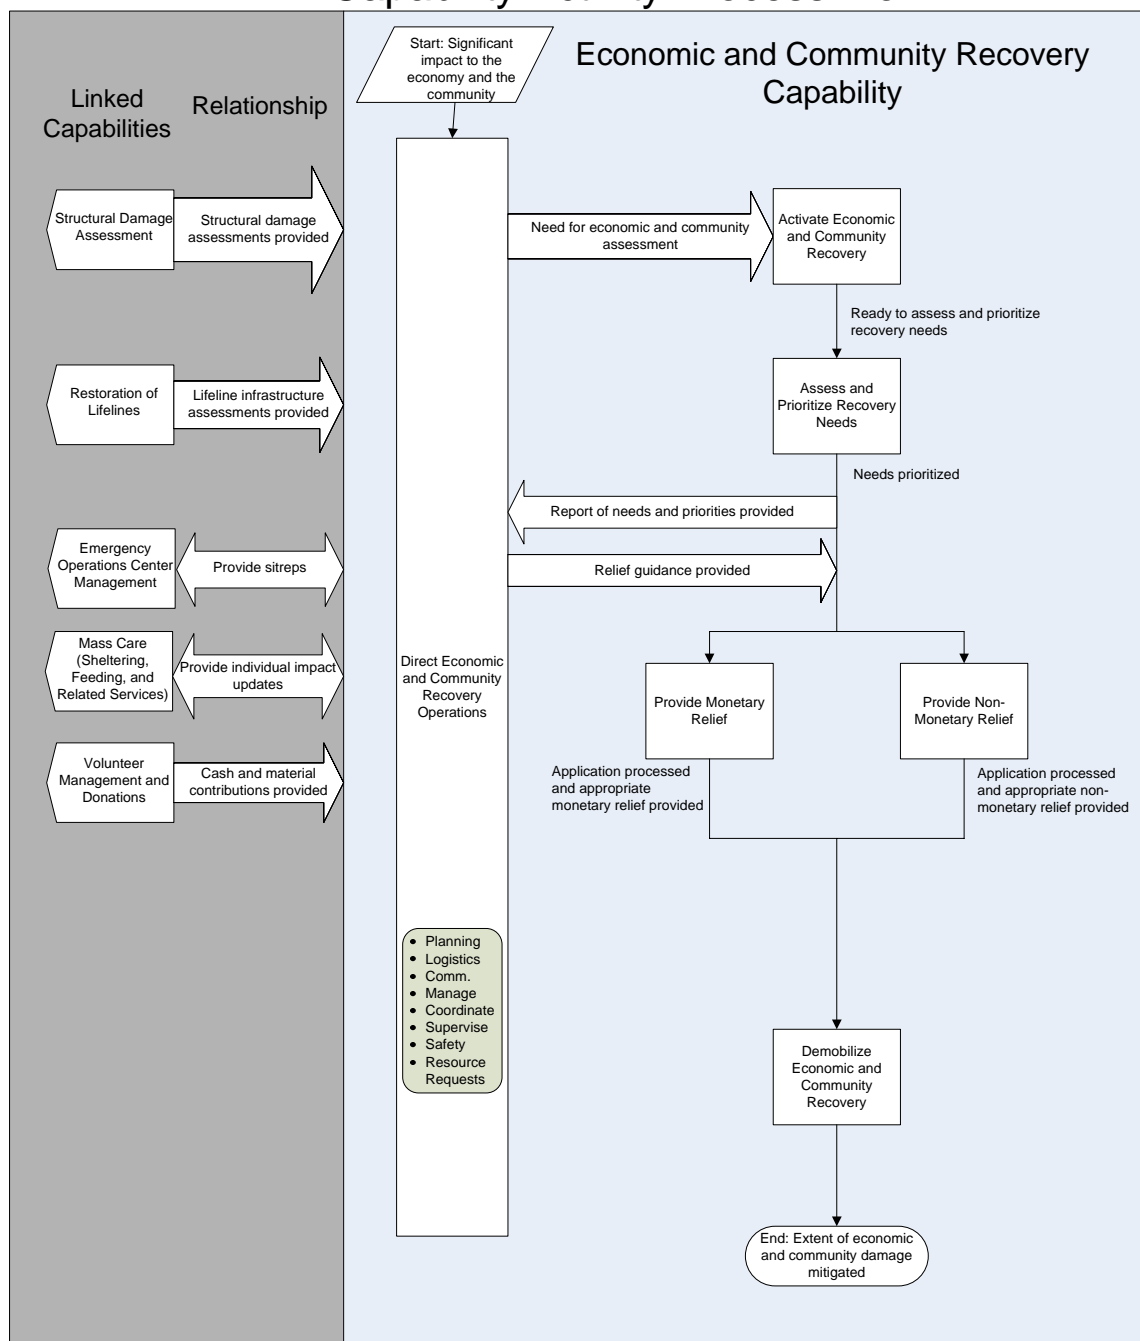 Start: Significant
impact to the
economy and the
community
Economic and Community Recovery
Capability
Linked
Capabilities
Relationship
Structural Damage
Assessment
Structural damage
assessments provided
Need for economic and community
assessment
Activate Economic
and Community
Recovery
Ready to assess and prioritize
recovery needs
Restoration of
Lifelines
Lifeline infrastructure
assessments provided
Assess and
Prioritize Recovery
Needs
Needs prioritized
Report of needs and priorities provided
Emergency
Operations Center
Management
Provide sitreps
Relief guidance provided
Mass Care
(Sheltering,
Feeding, and
Related Services)
Provide individual impact
updates
Direct Economic
and Community
Recovery
Operations
Provide Monetary
Relief
Provide Non-
Monetary Relief
Volunteer
Management and
Donations
Cash and material
contributions provided
Application processed
and appropriate
monetary relief provided
Application processed
and appropriate non-
monetary relief provided
• Planning
• Logistics
• Comm.
• Manage
• Coordinate
• Supervise
• Safety
• Resource
Requests
Demobilize
Economic and
Community
Recovery
End: Extent of economic
and community damage
mitigated